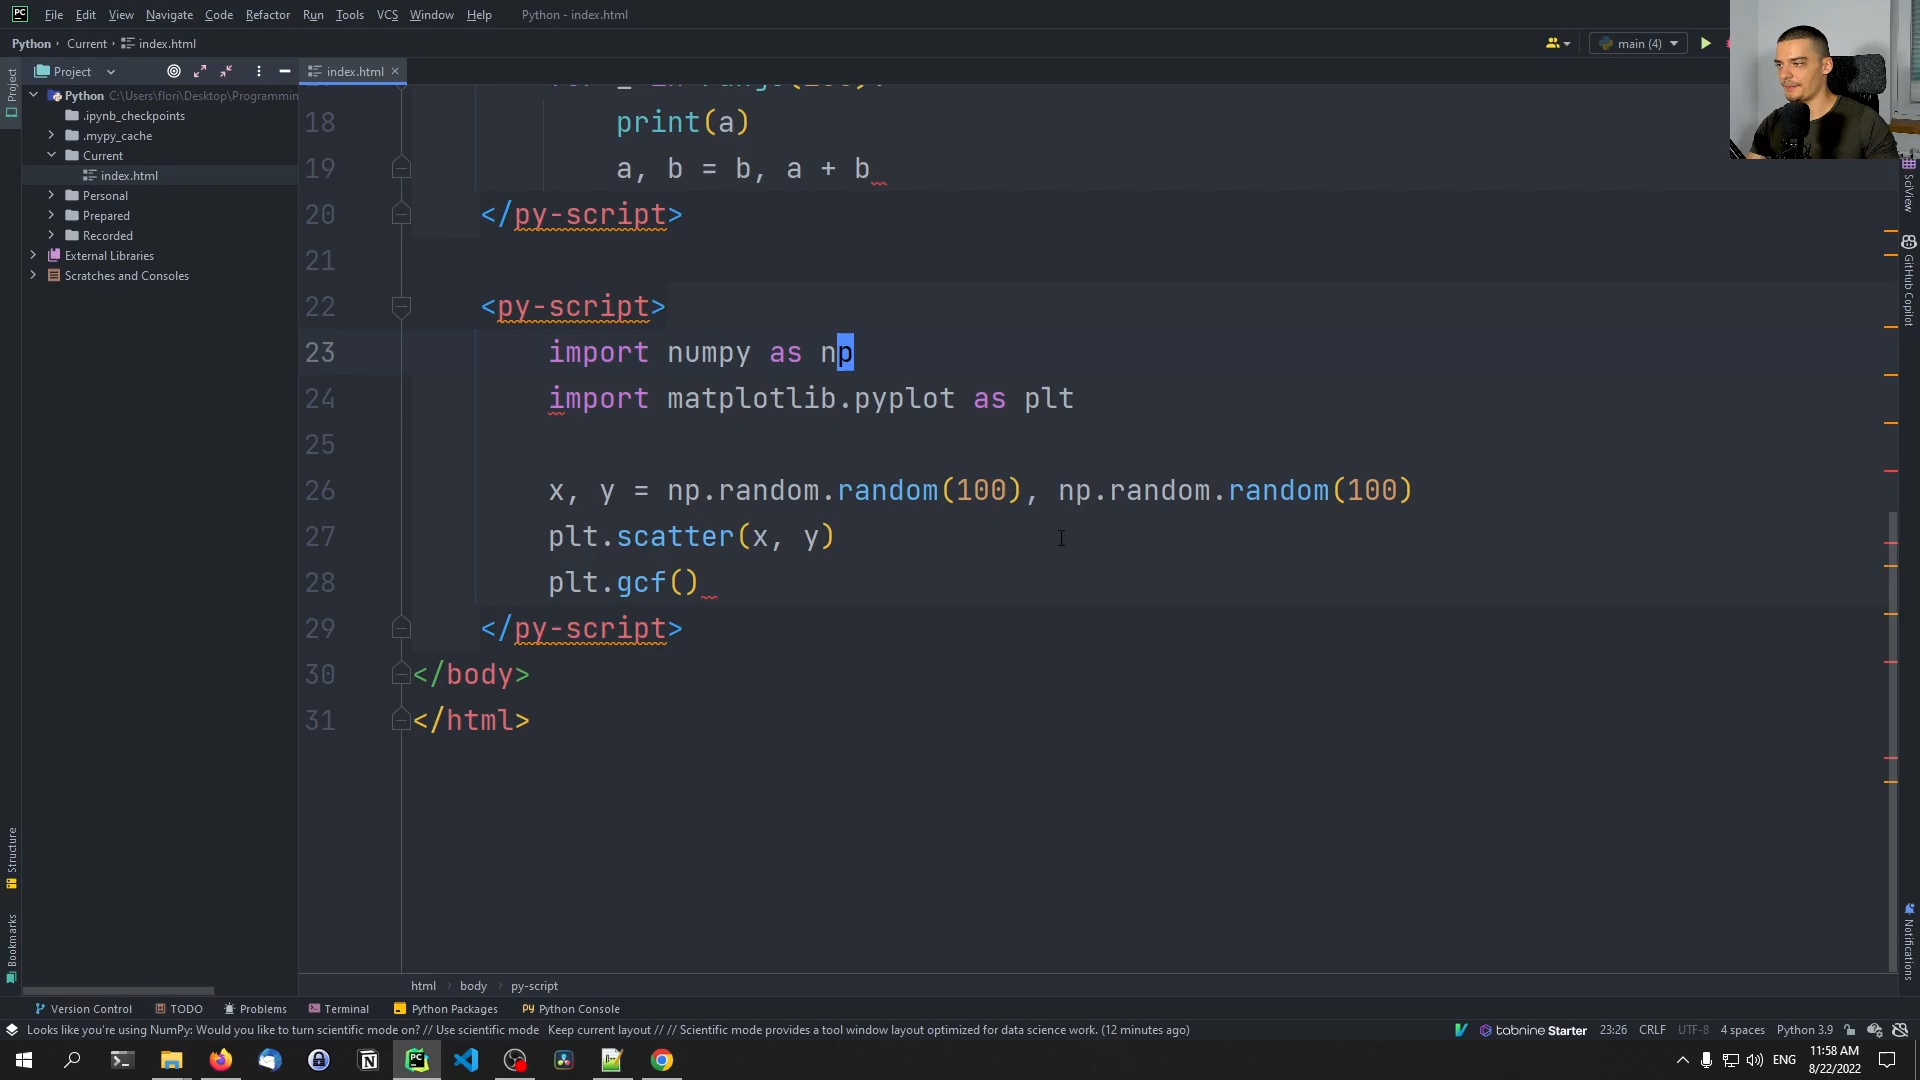 File Edit View Navigate Code Refactor Run Tools VCS Window Help Python - index.html
Python Current index.html
main (4)
Project
index.html
Project
Python C:\Users\flori\Desktop\Programmin
.ipynb_checkpoints
.mypy_cache
Current
index.html
Personal
Prepared
Recorded
External Libraries
Scratches and Consoles
18 print(a)
19 a, b = b, a + b
20 </py-script>
21
22 <py-script>
23 import numpy as np
24 import matplotlib.pyplot as plt
25
26 x, y = np.random.random(100), np.random.random(100)
27 plt.scatter(x, y)
28 plt.gcf()
29 </py-script>
30 </body>
31 </html>
SciView
GitHub Copilot
Notifications
Structure
Bookmarks
html body py-script
Version Control TODO Problems Terminal Python Packages Python Console
Looks like you're using NumPy: Would you like to turn scientific mode on? // Use scientific mode Keep current layout // // Scientific mode provides a tool window layout optimized for data science work. (12 minutes ago)
tabnine Starter 23:26 CRLF UTF-8 4 spaces Python 3.9
ENG
11:58 AM
8/22/2022